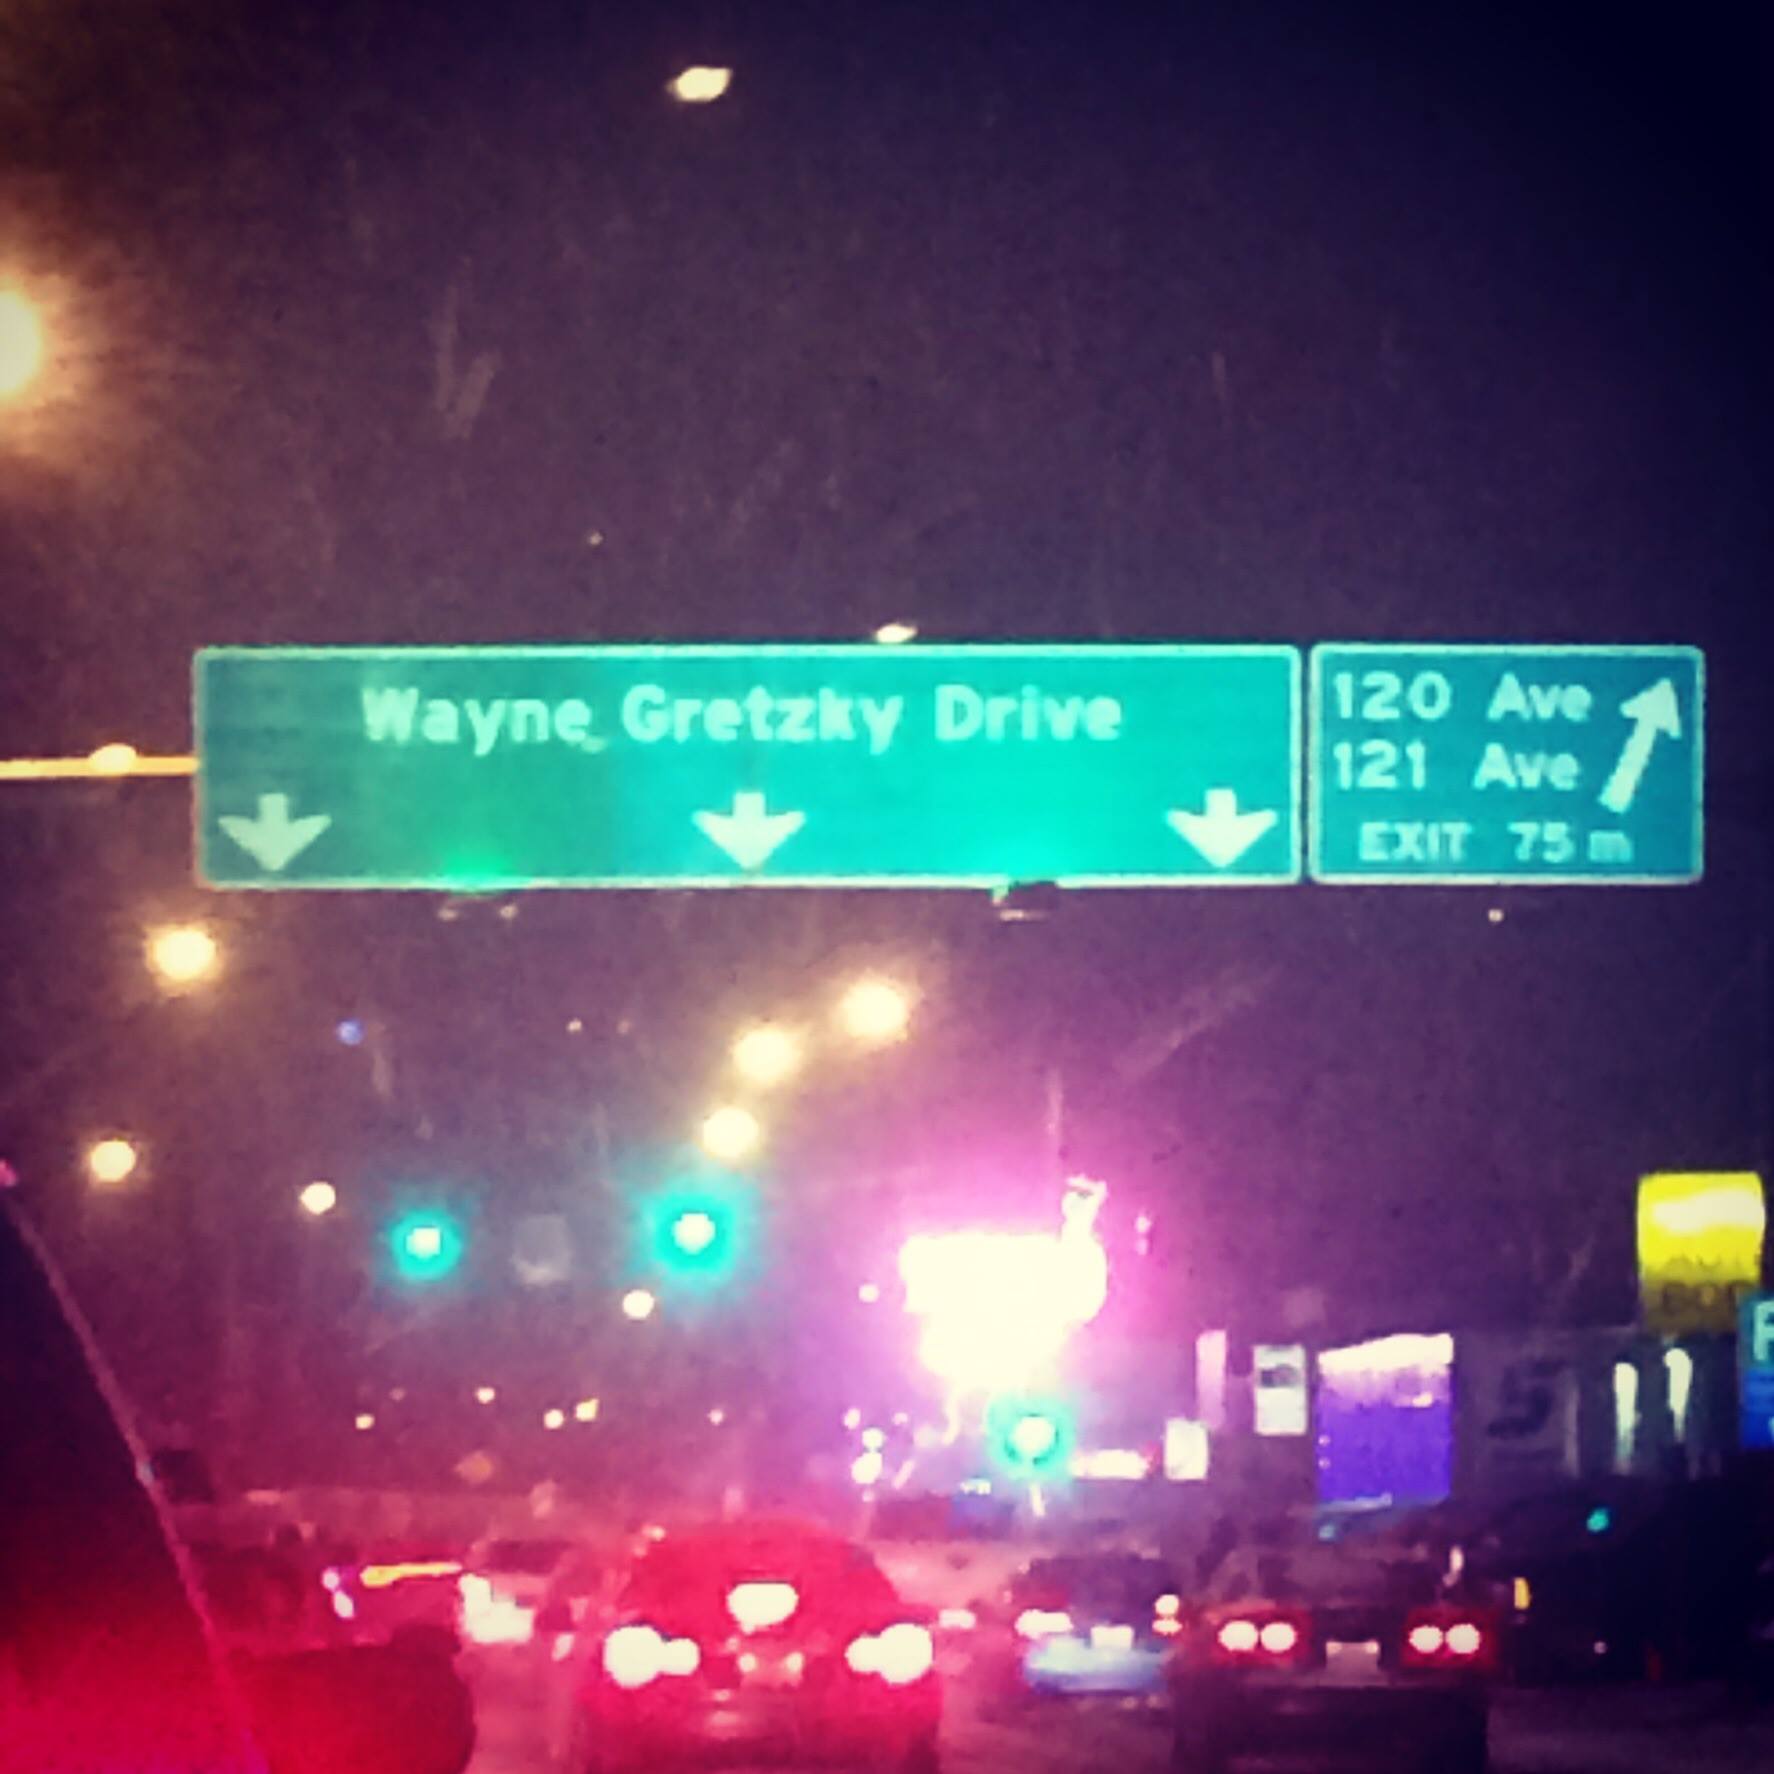 Wayne Gretzky Drive
120 Ave
121 Ave
EXIT 75 m